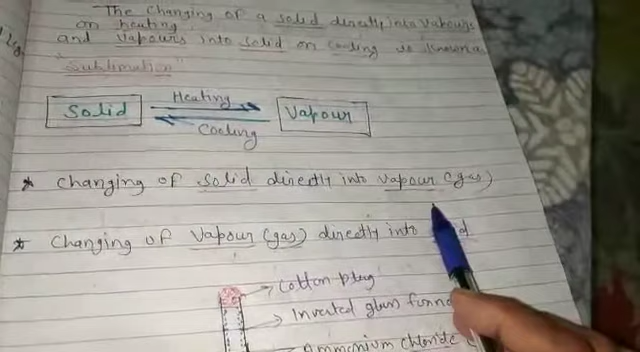 The Changing of a solid directly into vapours
on heating
and vapours into solid on cooling is known a
"Sublimation"
Heating
Solid
Vapour
Cooling
* Changing of solid directly into vapour (gas)
* Changing of vapour (gas) directly into
Cotton plug
Inverted glass funn
Ammonium chloride